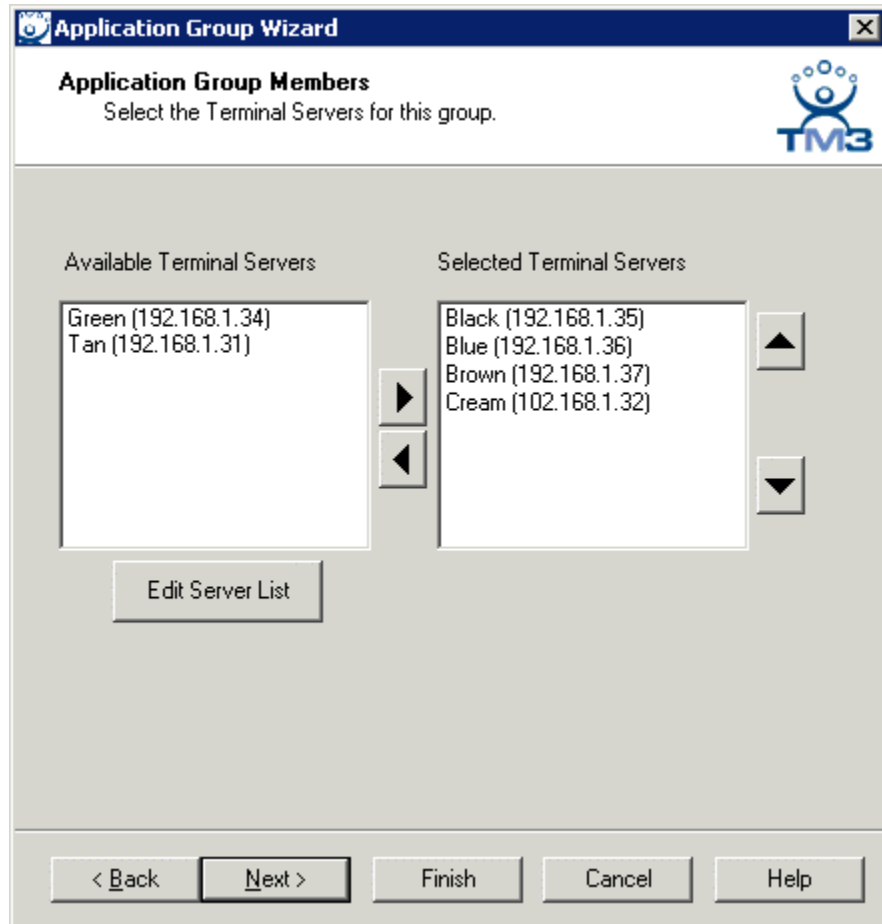 Application Group Wizard
Application Group Members
Select the Terminal Servers for this group.
TM3
Available Terminal Servers
Selected Terminal Servers
Green (192.168.1.34)
Tan (192.168.1.31)
Black (192.168.1.35)
Blue (192.168.1.36)
Brown (192.168.1.37)
Cream (102.168.1.32)
Edit Server List
< Back
Next >
Finish
Cancel
Help